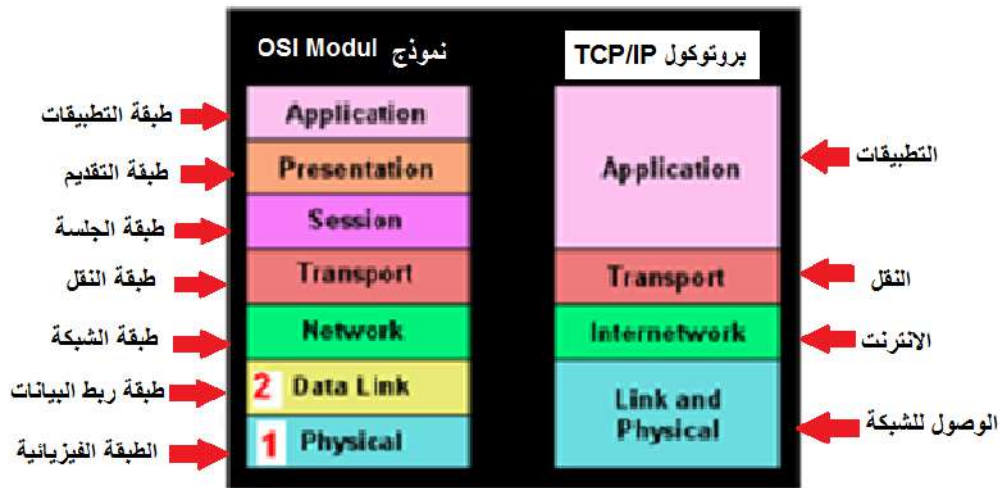 نموذج OSI Modul
بروتوكول TCP/IP
طبقة التطبيقات
Application
طبقة التقديم
Presentation
طبقة الجلسة
Session
طبقة النقل
Transport
طبقة الشبكة
Network
طبقة ربط البيانات
2 Data Link
الطبقة الفيزيائية
1 Physical
Application
التطبيقات
Transport
النقل
Internetwork
الانترنت
Link and
Physical
الوصول للشبكة